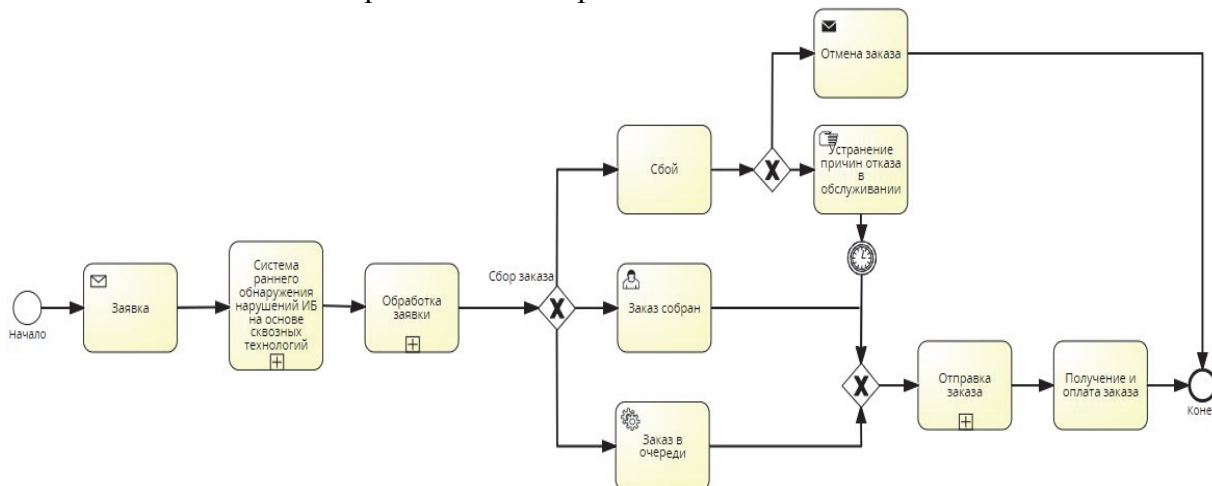 Отмена заказа
Устранение
причин отказа
в
обслуживании
Сбой
Сбор заказа
Система
раннего
обнаружения
нарушений ИБ
на основе
сквозных
технологий
Заявка
Обработка
заявки
Заказ собран
Начало
Отправка
заказа
Получение и
оплата заказа
Коне
Заказ в
очереди